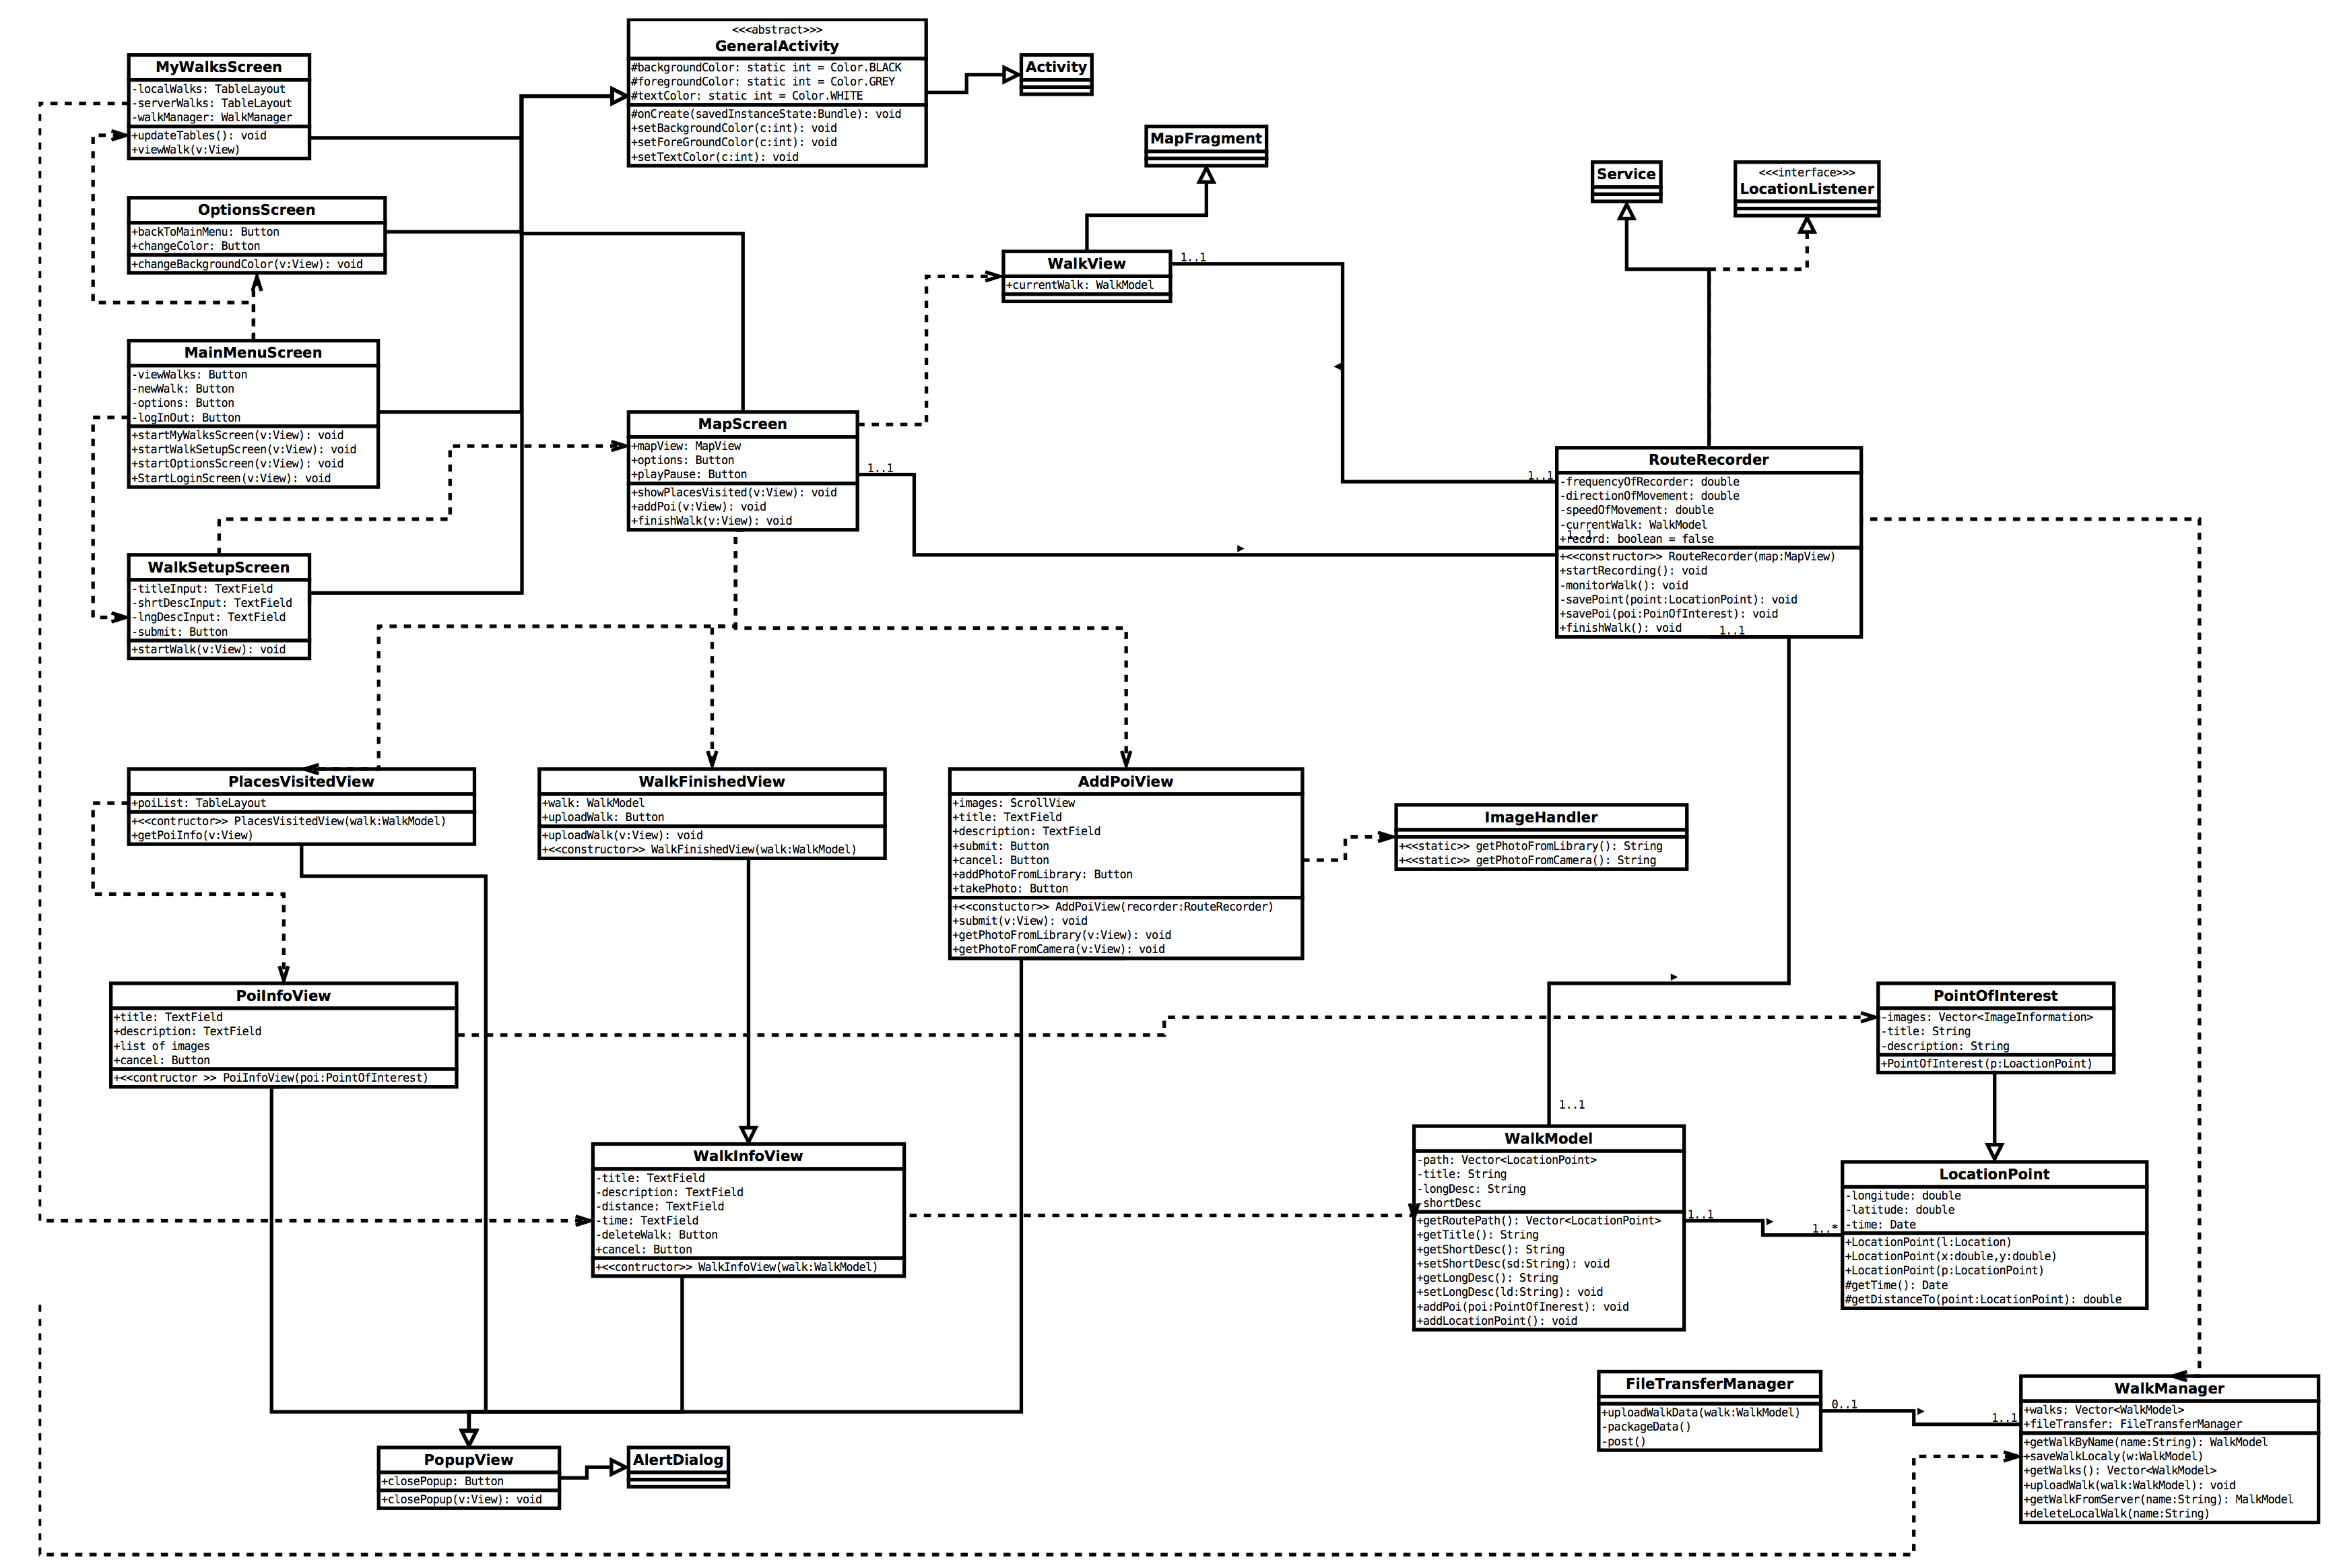 MyWalksScreen
-localWalks: TableLayout
-serverWalks: TableLayout
-walkManager: WalkManager
+updateTables(): void
+viewWalk(v:View)
<<<abstract>>>
GeneralActivity
#backgroundColor: static int = Color.BLACK
#foregroundColor: static int = Color.GREY
#textColor: static int = Color.WHITE
#onCreate(savedInstanceState:Bundle): void
+setBackgroundColor(c:int): void
+setForeGroundColor(c:int): void
+setTextColor(c:int): void
Activity
MapFragment
Service
<<<interface>>>
LocationListener
OptionsScreen
+backToMainMenu: Button
+changeColor: Button
+changeBackgroundColor(v:View): void
WalkView
+currentWalk: WalkModel
1..1
MainMenuScreen
-viewWalks: Button
-newWalk: Button
-options: Button
-logInOut: Button
+startMyWalksScreen(v:View): void
+startWalkSetupScreen(v:View): void
+startOptionsScreen(v:View): void
+StartLoginScreen(v:View): void
MapScreen
+mapView: MapView
+options: Button
+playPause: Button
+showPlacesVisited(v:View): void
+addPoi(v:View): void
+finishWalk(v:View): void
1..1
1..1
RouteRecorder
-frequencyOfRecorder: double
-directionOfMovement: double
-speedOfMovement: double
-currentWalk: WalkModel
1..1
+record: boolean = false
+<<constructor>> RouteRecorder(map:MapView)
+startRecording(): void
-monitorWalk(): void
-savePoint(point:LocationPoint): void
+savePoi(poi:PoinOfInterest): void
+finishWalk(): void
1..1
WalkSetupScreen
-titleInput: TextField
-shrtDescInput: TextField
-lngDescInput: TextField
-submit: Button
+startWalk(v:View): void
PlacesVisitedView
+poiList: TableLayout
+<<contructor>> PlacesVisitedView(walk:WalkModel)
+getPoiInfo(v:View)
WalkFinishedView
+walk: WalkModel
+uploadWalk: Button
+uploadWalk(v:View): void
+<<constructor>> WalkFinishedView(walk:WalkModel)
AddPoiView
+images: ScrollView
+title: TextField
+description: TextField
+submit: Button
+cancel: Button
+addPhotoFromLibrary: Button
+takePhoto: Button
+<<constuctor>> AddPoiView(recorder:RouteRecorder)
+submit(v:View): void
+getPhotoFromLibrary(v:View): void
+getPhotoFromCamera(v:View): void
ImageHandler
+<<static>> getPhotoFromLibrary(): String
+<<static>> getPhotoFromCamera(): String
PoiInfoView
+title: TextField
+description: TextField
+list of images
+cancel: Button
+<<contructor >> PoiInfoView(poi:PointOfInterest)
PointOfInterest
-images: Vector<ImageInformation>
-title: String
-description: String
+PointOfInterest(p:LoactionPoint)
WalkInfoView
-title: TextField
-description: TextField
-distance: TextField
-time: TextField
-deleteWalk: Button
+cancel: Button
+<<contructor>> WalkInfoView(walk:WalkModel)
1..1
WalkModel
-path: Vector<LocationPoint>
-title: String
-longDesc: String
-shortDesc
+getRoutePath(): Vector<LocationPoint>
+getTitle(): String
+getShortDesc(): String
+setShortDesc(sd:String): void
+getLongDesc(): String
+setLongDesc(ld:String): void
+addPoi(poi:PointOfInerest): void
+addLocationPoint(): void
1..1
1..*
LocationPoint
-longitude: double
-latitude: double
-time: Date
+LocationPoint(l:Location)
+LocationPoint(x:double,y:double)
+LocationPoint(p:LocationPoint)
#getTime(): Date
#getDistanceTo(point:LocationPoint): double
FileTransferManager
+uploadWalkData(walk:WalkModel)
-packageData()
-post()
0..1
1..1
WalkManager
+walks: Vector<WalkModel>
+fileTransfer: FileTransferManager
+getWalkByName(name:String): WalkModel
+saveWalkLocaly(w:WalkModel)
+getWalks(): Vector<WalkModel>
+uploadWalk(walk:WalkModel): void
+getWalkFromServer(name:String): MalkModel
+deleteLocalWalk(name:String)
PopupView
+closePopup: Button
+closePopup(v:View): void
AlertDialog